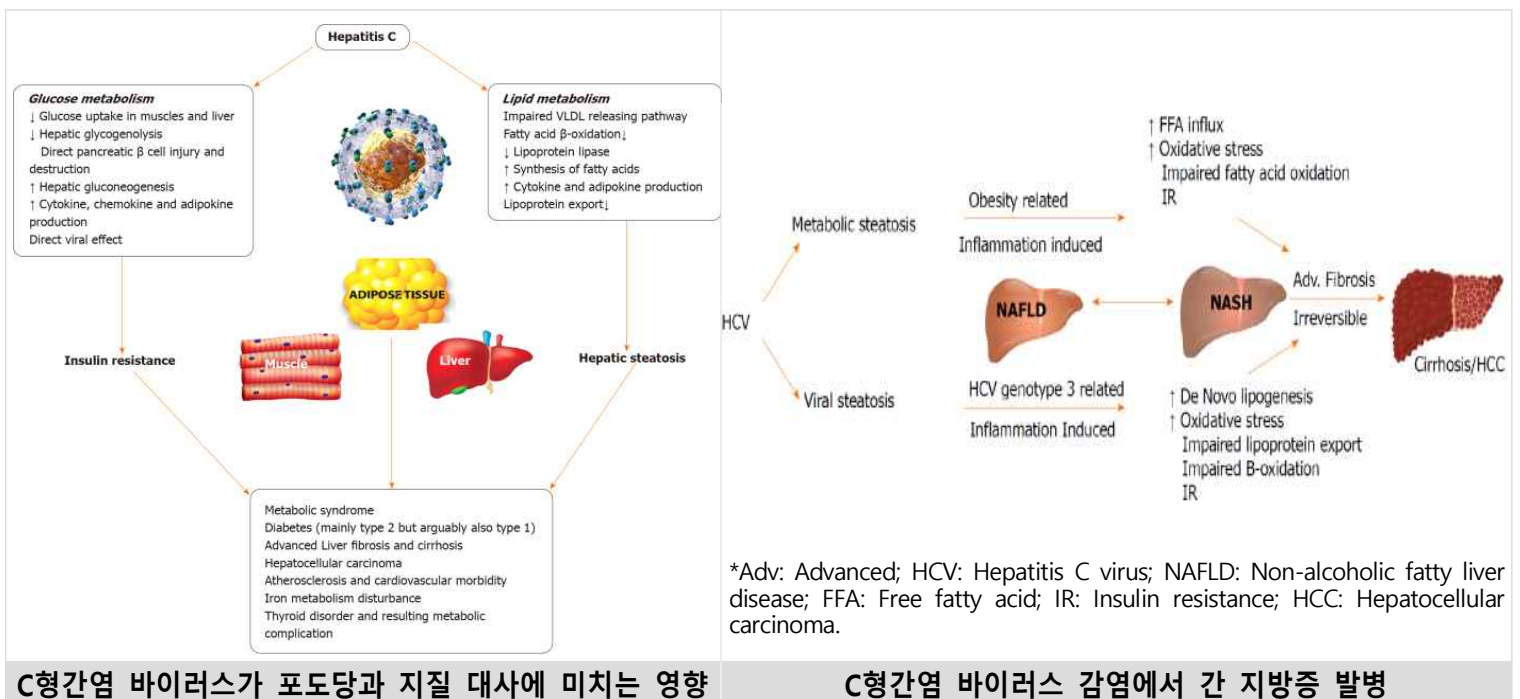 Hepatitis C
Glucose metabolism
↓ Glucose uptake in muscles and liver
↓ Hepatic glycogenolysis
Direct pancreatic β cell injury and
destruction
↑ Hepatic gluconeogenesis
↑ Cytokine, chemokine and adipokine
production
Direct viral effect
Lipid metabolism
Impaired VLDL releasing pathway
Fatty acid β-oxidation↓
↓ Lipoprotein lipase
↑ Synthesis of fatty acids
↑ Cytokine and adipokine production
Lipoprotein export↓
ADIPOSE TISSUE
Insulin resistance
Muscle
Liver
Hepatic steatosis
Metabolic syndrome
Diabetes (mainly type 2 but arguably also type 1)
Advanced Liver fibrosis and cirrhosis
Hepatocellular carcinoma
Atherosclerosis and cardiovascular morbidity
Iron metabolism disturbance
Thyroid disorder and resulting metabolic
complication
C형간염 바이러스가 포도당과 지질 대사에 미치는 영향
↑ FFA influx
↑ Oxidative stress
Impaired fatty acid oxidation
IR
Metabolic steatosis
Obesity related
Inflammation induced
HCV
NAFLD
NASH
Adv. Fibrosis
Irreversible
Cirrhosis/HCC
Viral steatosis
HCV genotype 3 related
Inflammation Induced
↑ De Novo lipogenesis
↑ Oxidative stress
Impaired lipoprotein export
Impaired B-oxidation
IR
*Adv: Advanced; HCV: Hepatitis C virus; NAFLD: Non-alcoholic fatty liver
disease; FFA: Free fatty acid; IR: Insulin resistance; HCC: Hepatocellular
carcinoma.
C형간염 바이러스 감염에서 간 지방증 발병